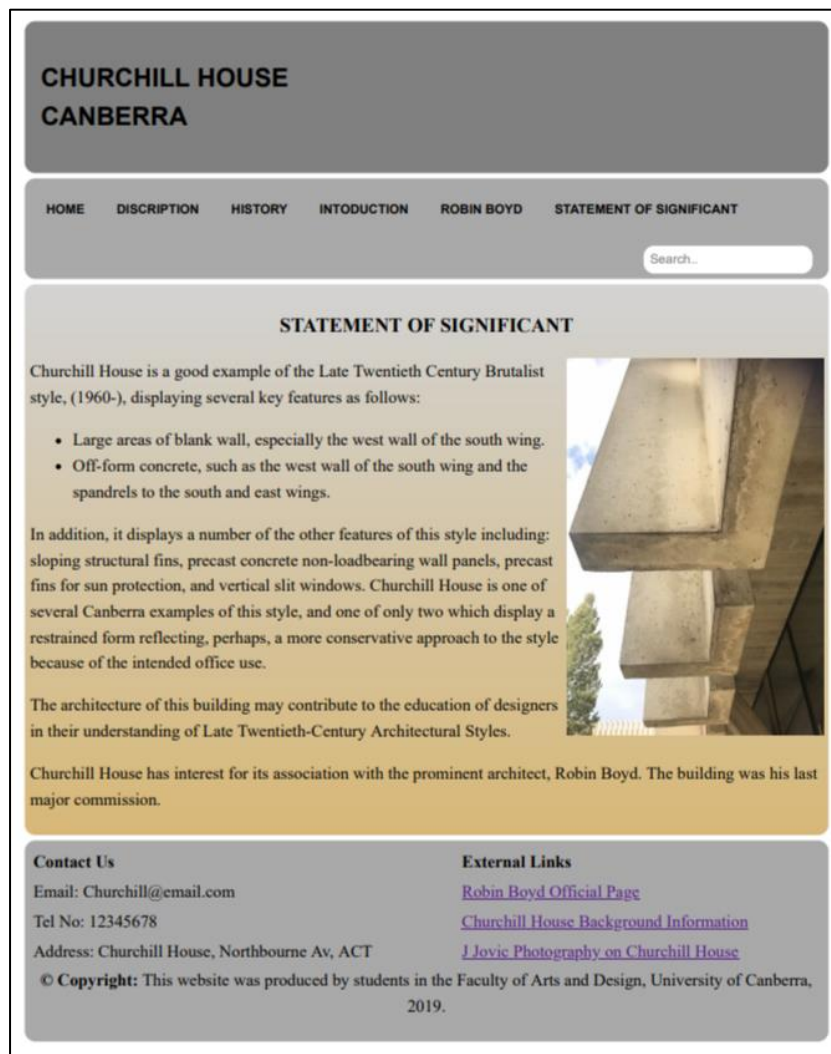 CHURCHILL HOUSE
CANBERRA
HOME DISCRIPTION HISTORY INTODUCTION ROBIN BOYD STATEMENT OF SIGNIFICANT
Search..
STATEMENT OF SIGNIFICANT
Churchill House is a good example of the Late Twentieth Century Brutalist
style, (1960-), displaying several key features as follows:
• Large areas of blank wall, especially the west wall of the south wing.
• Off-form concrete, such as the west wall of the south wing and the
spandrels to the south and east wings.
In addition, it displays a number of the other features of this style including:
sloping structural fins, precast concrete non-loadbearing wall panels, precast
fins for sun protection, and vertical slit windows. Churchill House is one of
several Canberra examples of this style, and one of only two which display a
restrained form reflecting, perhaps, a more conservative approach to the style
because of the intended office use.
The architecture of this building may contribute to the education of designers
in their understanding of Late Twentieth-Century Architectural Styles.
Churchill House has interest for its association with the prominent architect, Robin Boyd. The building was his last
major commission.
Contact Us
Email: Churchill@email.com
Tel No: 12345678
Address: Churchill House, Northbourne Av, ACT
External Links
Robin Boyd Official Page
Churchill House Background Information
J Jovic Photography on Churchill House
© Copyright: This website was produced by students in the Faculty of Arts and Design, University of Canberra,
2019.